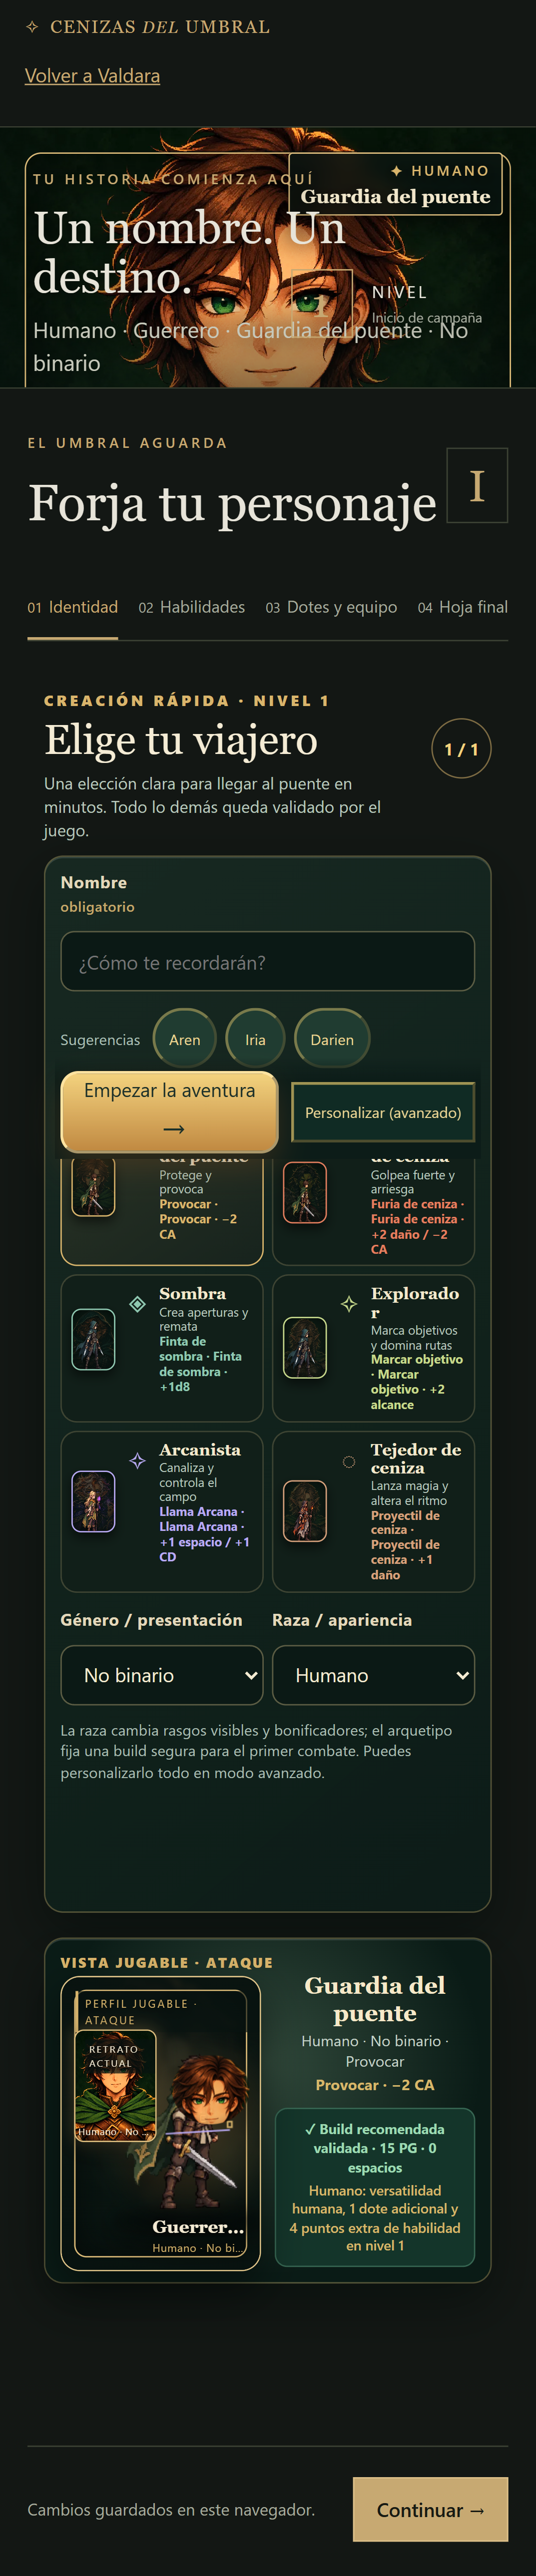 ✧ CENIZAS DEL UMBRAL
Volver a Valdara
TU HISTORIA COMIENZA AQUÍ
✦ HUMANO
Guardia del puente
Un nombre. Un
destino.
1
NIVEL
Inicio de campaña
Humano · Guerrero · Guardia del puente · No
binario
EL UMBRAL AGUARDA
Forja tu personaje
I
01 Identidad
02 Habilidades
03 Dotes y equipo
04 Hoja final
CREACIÓN RÁPIDA · NIVEL 1
Elige tu viajero
1 / 1
Una elección clara para llegar al puente en
minutos. Todo lo demás queda validado por el
juego.
Nombre
obligatorio
¿Cómo te recordarán?
Sugerencias
Aren
Iria
Darien
Empezar la aventura
→
Personalizar (avanzado)
del puente
Protege y
provoca
Provocar ·
Provocar · −2
CA
de ceniza
Golpea fuerte y
arriesga
Furia de ceniza ·
Furia de ceniza ·
+2 daño / −2
CA
Sombra
Crea aperturas y
remata
Finta de
sombra · Finta
de sombra ·
+1d8
Explorado
r
Marca objetivos
y domina rutas
Marcar objetivo
· Marcar
objetivo · +2
alcance
Arcanista
Canaliza y
controla el
campo
Llama Arcana ·
Llama Arcana ·
+1 espacio / +1
CD
Tejedor de
ceniza
Lanza magia y
altera el ritmo
Proyectil de
ceniza ·
Proyectil de
ceniza · +1
daño
Género / presentación
Raza / apariencia
No binario
Humano
La raza cambia rasgos visibles y bonificadores; el arquetipo
fija una build segura para el primer combate. Puedes
personalizarlo todo en modo avanzado.
VISTA JUGABLE · ATAQUE
PERFIL JUGABLE ·
ATAQUE
RETRATO
ACTUAL
Humano · No ...
Guerrer...
Humano · No bi...
Guardia del
puente
Humano · No binario ·
Provocar
Provocar · −2 CA
✓ Build recomendada
validada · 15 PG · 0
espacios
Humano: versatilidad
humana, 1 dote adicional y
4 puntos extra de habilidad
en nivel 1
Cambios guardados en este navegador.
Continuar →